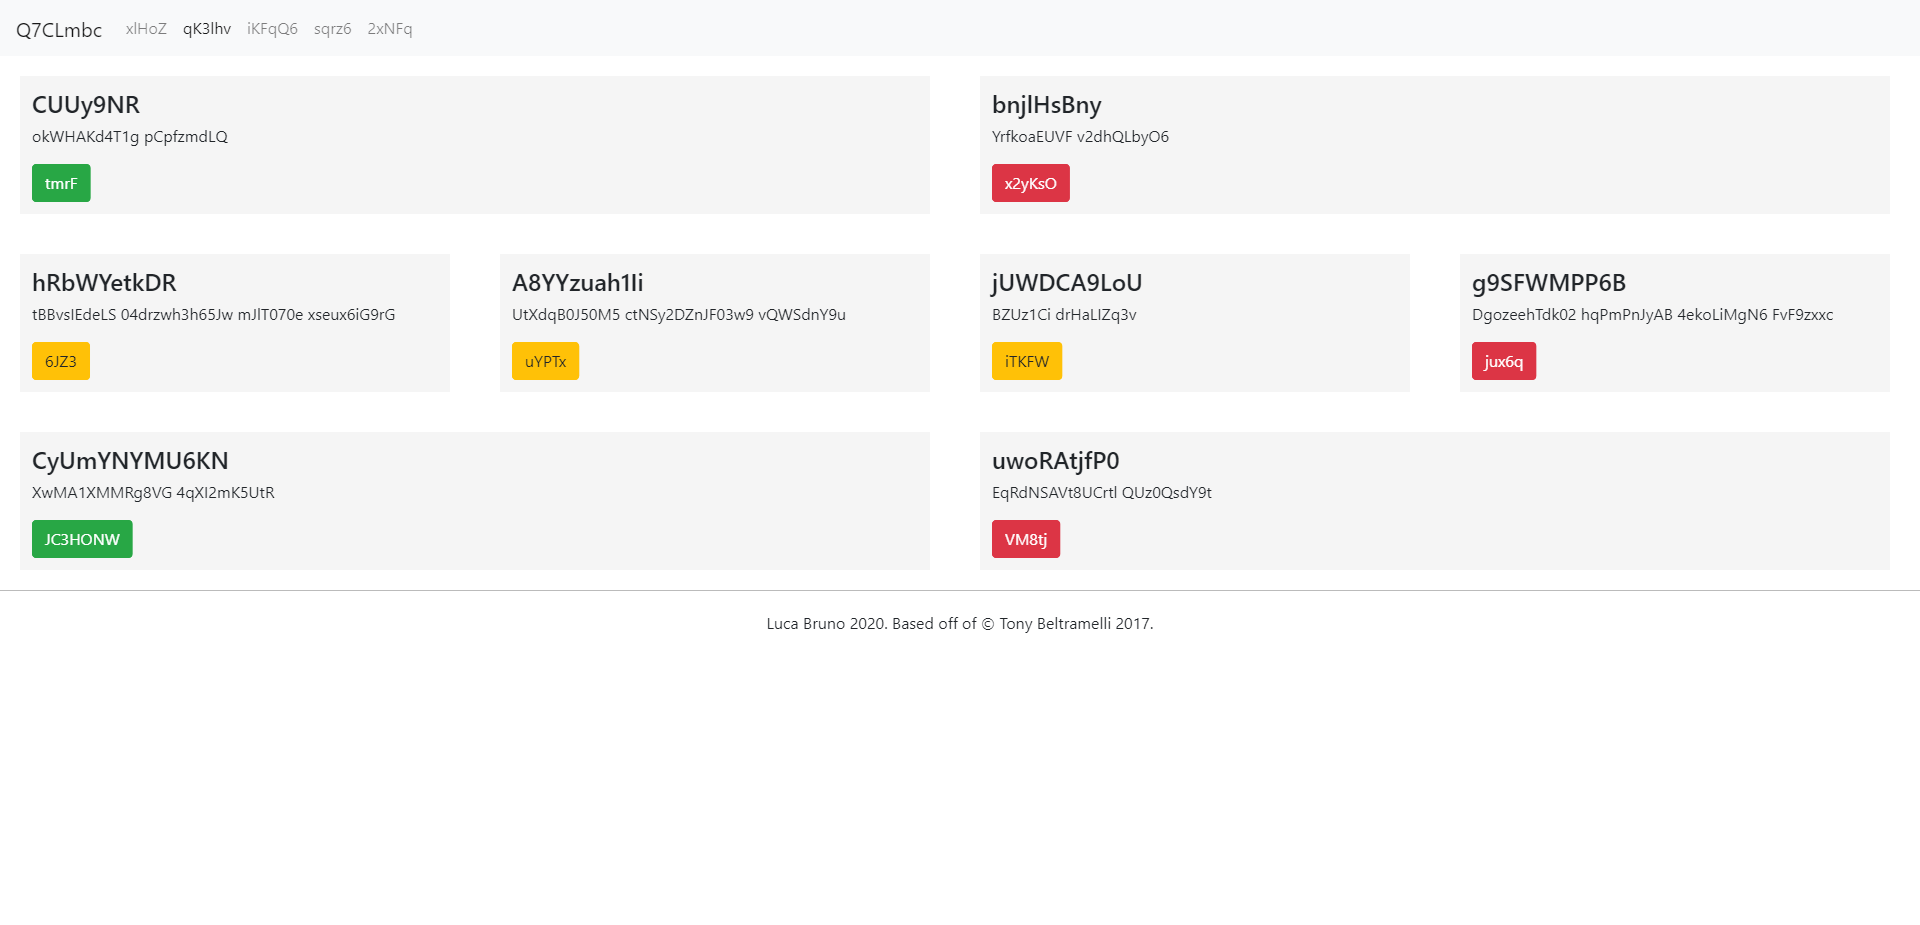 Q7CLmbc xlHoZ qK3lhv iKFqQ6 sqrz6 2xNFq
CUUy9NR
okWHAKd4T1g pCpfzmdLQ
tmrF
bnjlHsBny
YrfkoaEUVF v2dhQLbyO6
x2yKsO
hRbWYetkDR
tBBvsIEdeLS 04drzwh3h65Jw mJlT070e xseux6iG9rG
6JZ3
A8YYzuah1Ii
UtXdqB0J50M5 ctNSy2DZnJF03w9 vQWSdnY9u
uYPTx
jUWDCA9LoU
BZUz1Ci drHaLIZq3v
iTKFW
g9SFWMPP6B
DgozeehTdk02 hqPmPnJyAB 4ekoLiMgN6 FvF9zxxc
jux6q
CyUmYNYMU6KN
XwMA1XMMRg8VG 4qXI2mK5UtR
JC3HONW
uwoRAtjfP0
EqRdNSAVt8UCrtl QUz0QsdY9t
VM8tj
Luca Bruno 2020. Based off of © Tony Beltramelli 2017.